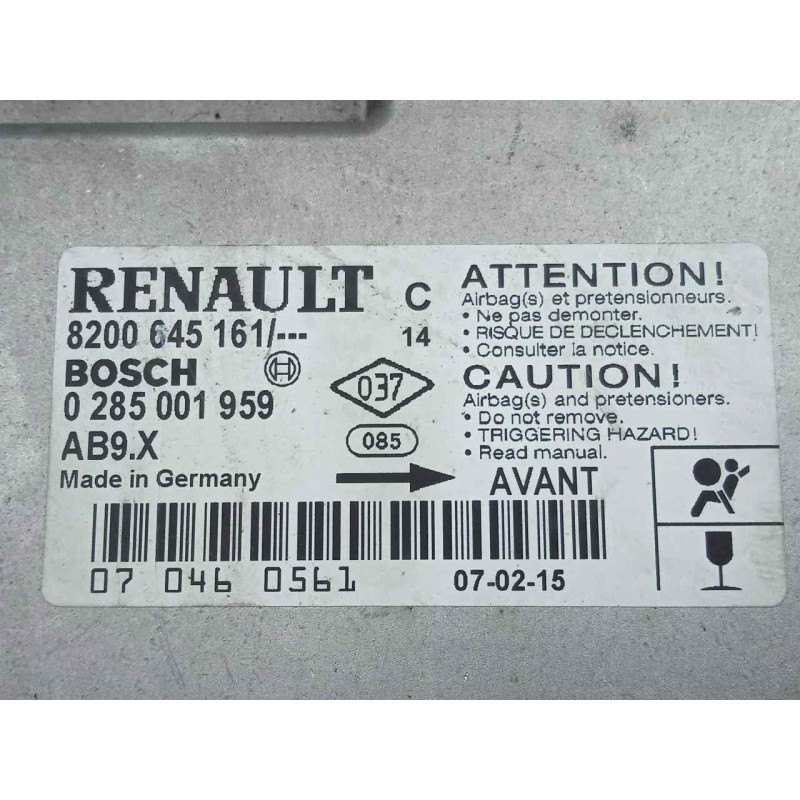 RENAULT C
8200 645 161/--- 14
BOSCH
0 285 001 959
037
AB9.X
085
Made in Germany
AVANT
ATTENTION!
Airbag(s) et pretensionneurs.
• Ne pas demonter.
• RISQUE DE DECLENCHEMENT!
• Consulter la notice.
CAUTION!
Airbag(s) and pretensioners.
• Do not remove.
• TRIGGERING HAZARD!
• Read manual.
07 046 0561
07-02-15